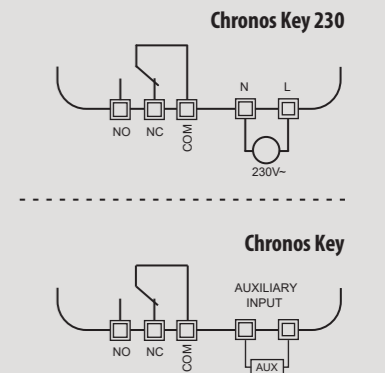 Chronos Key 230
N L
NO NC COM
230V~
Chronos Key
AUXILIARY
INPUT
NO NC COM
AUX